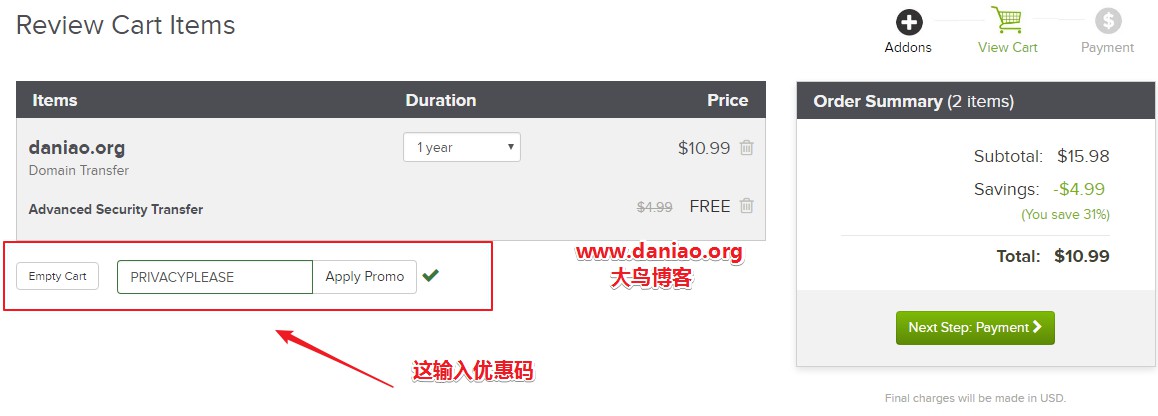 Review Cart Items
Addons
View Cart
Payment
Items Duration Price
daniao.org 1 year $10.99
Domain Transfer
Advanced Security Transfer $4.99 FREE
Order Summary (2 items)
Subtotal: $15.98
Savings: -$4.99
(You save 31%)
Total: $10.99
Next Step: Payment
Final charges will be made in USD.
www.daniao.org
大鸟博客
Empty Cart PRIVACYPLEASE Apply Promo
这输入优惠码